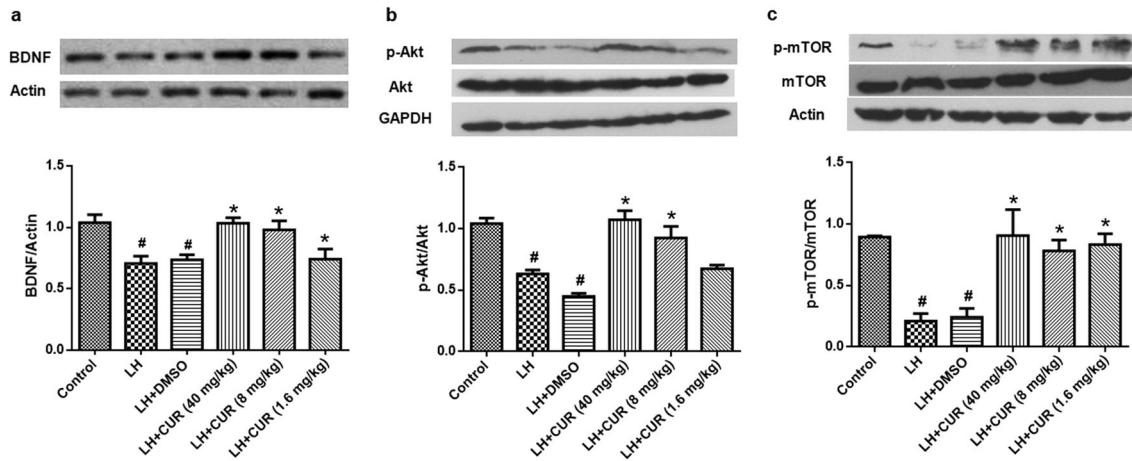 a
BDNF
Actin
1.5
1.0
0.5
0.0
BDNF/Actin
#
#
*
*
*
Control
LH
LH+DMSO
LH+CUR (40 mg/kg)
LH+CUR (8 mg/kg)
LH+CUR (1.6 mg/kg)
b
p-Akt
Akt
GAPDH
1.5
1.0
0.5
0.0
p-Akt/Akt
#
#
*
*
Control
LH
LH+DMSO
LH+CUR (40 mg/kg)
LH+CUR (8 mg/kg)
LH+CUR (1.6 mg/kg)
c
p-mTOR
mTOR
Actin
1.5
1.0
0.5
0.0
p-mTOR/mTOR
#
#
*
*
*
Control
LH
LH+DMSO
LH+CUR (40 mg/kg)
LH+CUR (8 mg/kg)
LH+CUR (1.6 mg/kg)